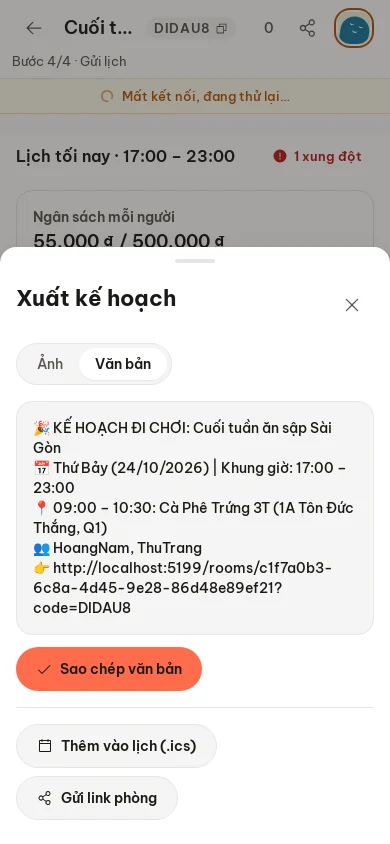 Cuối t... DIDAU8 0
Bước 4/4 · Gửi lịch
Mất kết nối, đang thử lại...
Lịch tối nay · 17:00 – 23:00 1 xung đột
Ngân sách mỗi người
55.000 ₫ / 500.000 ₫
Xuất kế hoạch
Ảnh Văn bản
🎉 KẾ HOẠCH ĐI CHƠI: Cuối tuần ăn sập Sài
Gòn
📅 Thứ Bảy (24/10/2026) | Khung giờ: 17:00 –
23:00
📍 09:00 – 10:30: Cà Phê Trứng 3T (1A Tôn Đức
Thắng, Q1)
👥 HoangNam, ThuTrang
👉 http://localhost:5199/rooms/c1f7a0b3-
6c8a-4d45-9e28-86d48e89ef21?
code=DIDAU8
Sao chép văn bản
Thêm vào lịch (.ics)
Gửi link phòng